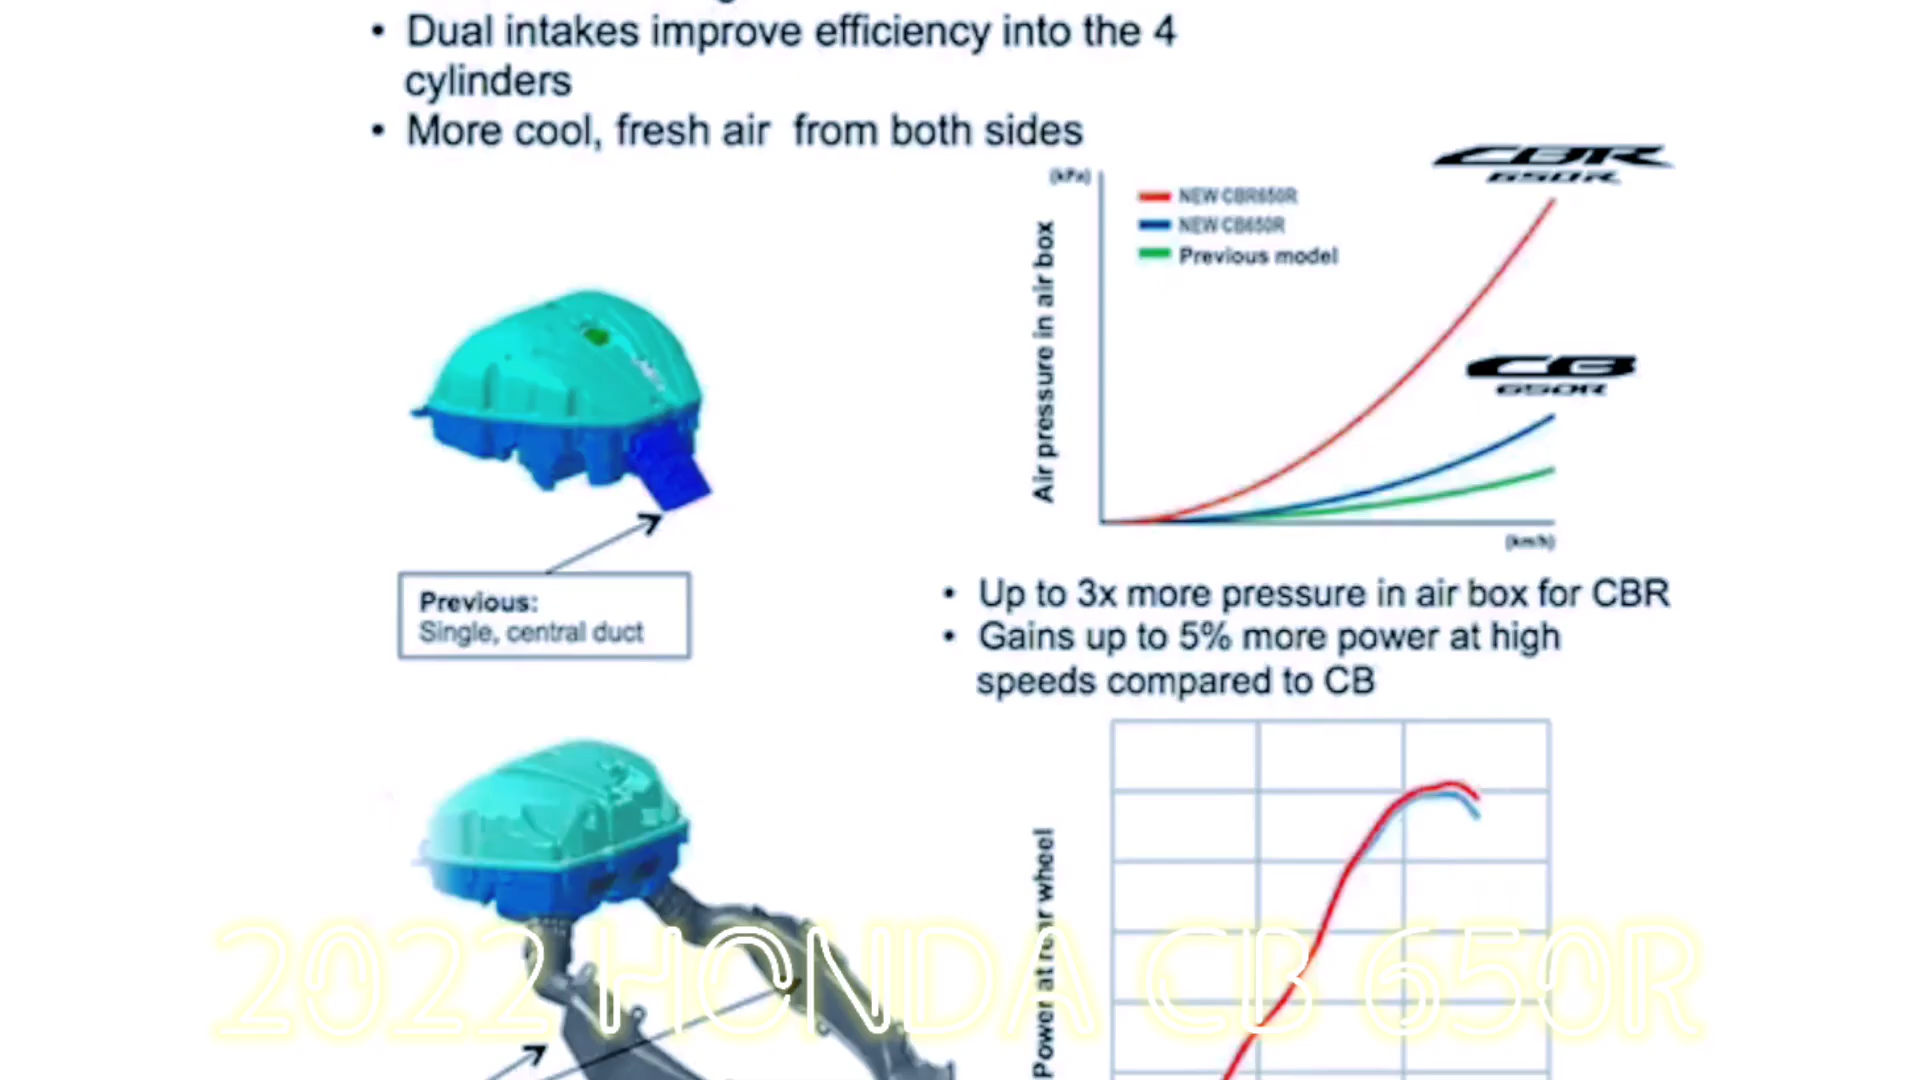 • Dual intakes improve efficiency into the 4
cylinders
• More cool, fresh air from both sides
CBR
650R
(kPa)
NEW CBR650R
NEW CB650R
Previous model
Air pressure in air box
CB
650R
(km/h)
Previous:
Single, central duct
• Up to 3x more pressure in air box for CBR
• Gains up to 5% more power at high
speeds compared to CB
Power at rear wheel
2022 HONDA CB 650R